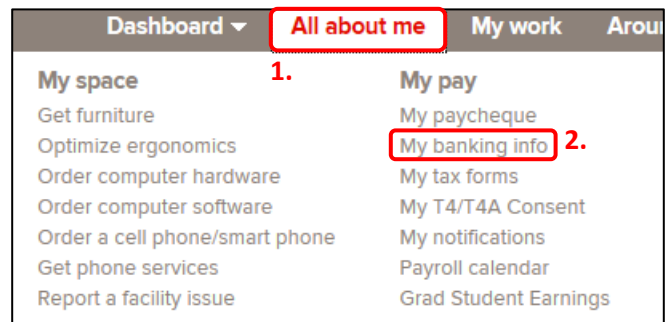 Dashboard All about me My work Arou
1.
My space
Get furniture
Optimize ergonomics
Order computer hardware
Order computer software
Order a cell phone/smart phone
Get phone services
Report a facility issue
My pay
My paycheque
My banking info 2.
My tax forms
My T4/T4A Consent
My notifications
Payroll calendar
Grad Student Earnings